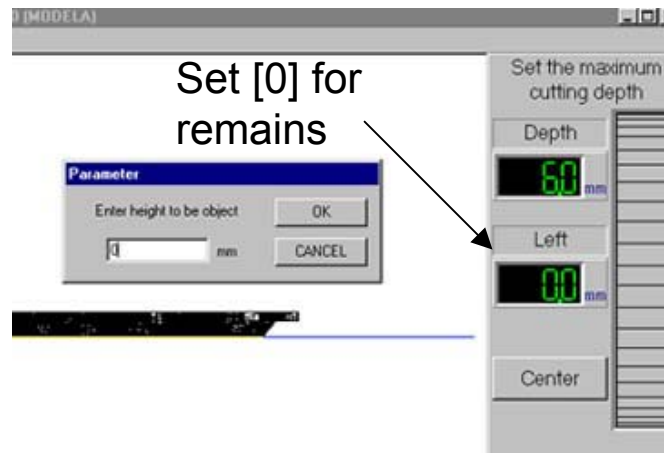 (MODELA)
Set [0] for
remains
Set the maximum
cutting depth
Depth
6.0 mm
Parameter
Enter height to be object
OK
0
mm
CANCEL
Left
0.0 mm
Center